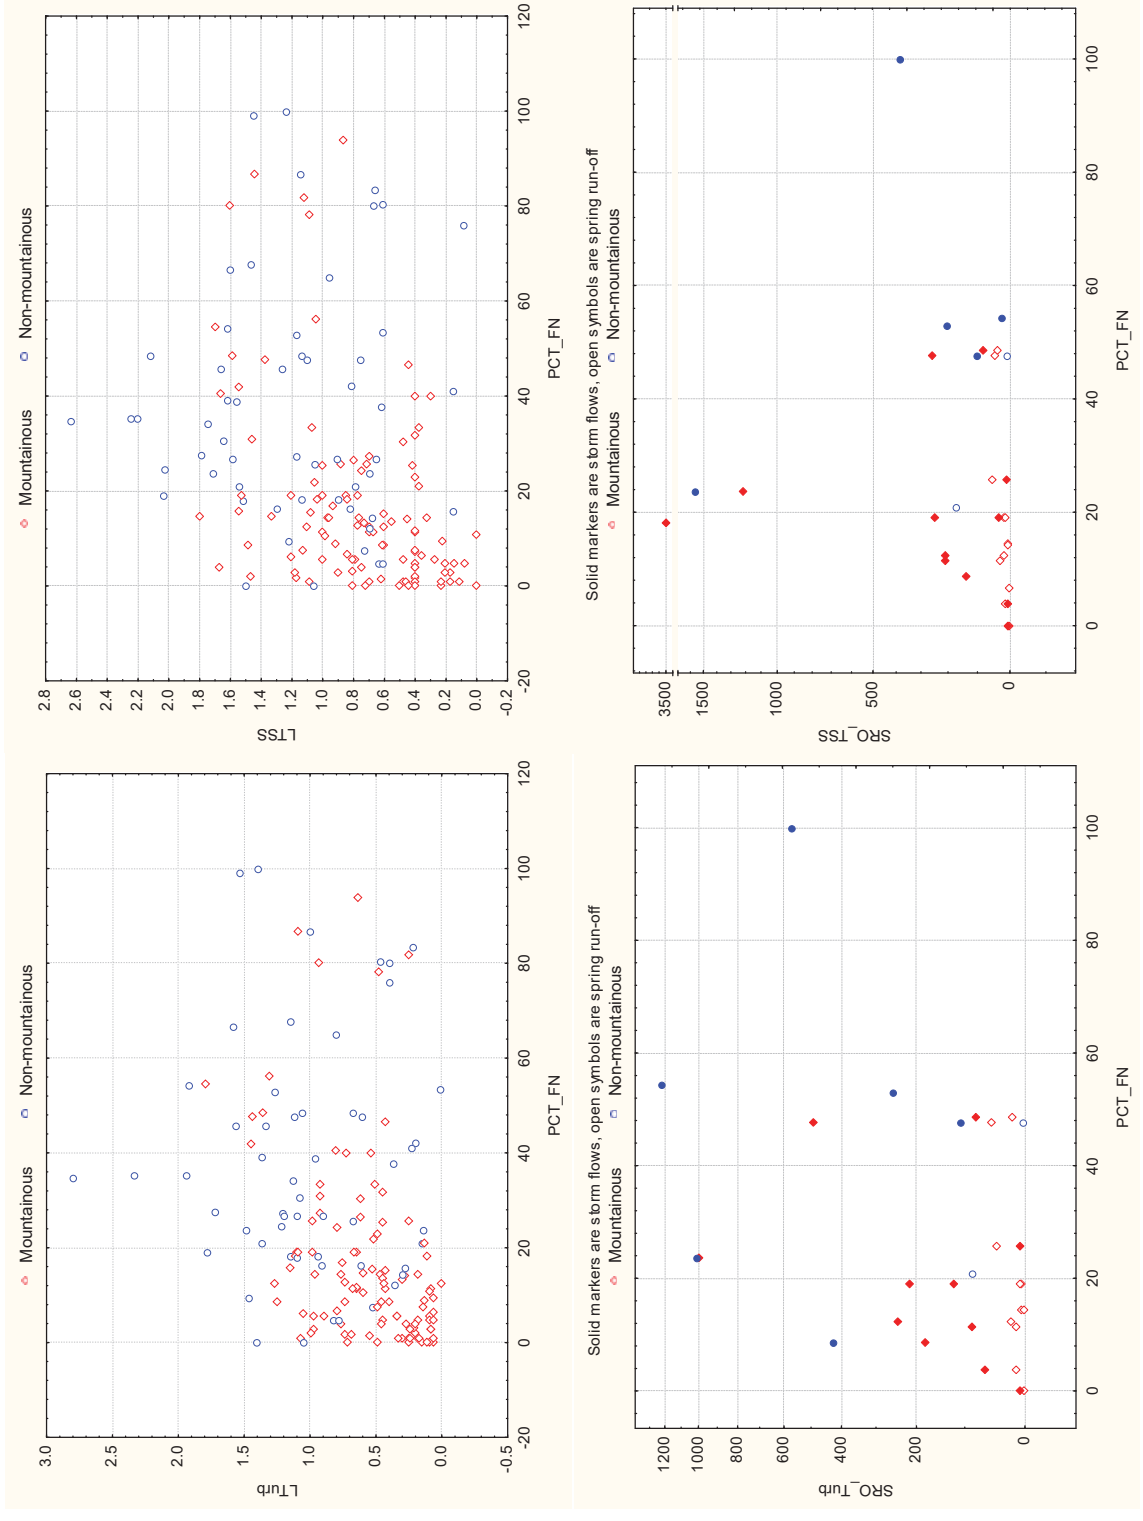 Mountainous
Non-mountainous
3.0
2.5
2.0
1.5
1.0
0.5
0.0
-0.5
LTurb
-20 0 20 40 60 80 100 120
PCT_FN
Mountainous
Non-mountainous
2.8
2.6
2.4
2.2
2.0
1.8
1.6
1.4
1.2
1.0
0.8
0.6
0.4
0.2
0.0
-0.2
LTSS
-20 0 20 40 60 80 100 120
PCT_FN
Solid markers are storm flows, open symbols are spring run-off
Mountainous
Non-mountainous
1200
1000
800
600
400
200
0
SRO_Turb
0 20 40 60 80 100
PCT_FN
Solid markers are storm flows, open symbols are spring run-off
Mountainous
Non-mountainous
3500
1500
1000
500
0
SRO_TSS
0 20 40 60 80 100
PCT_FN